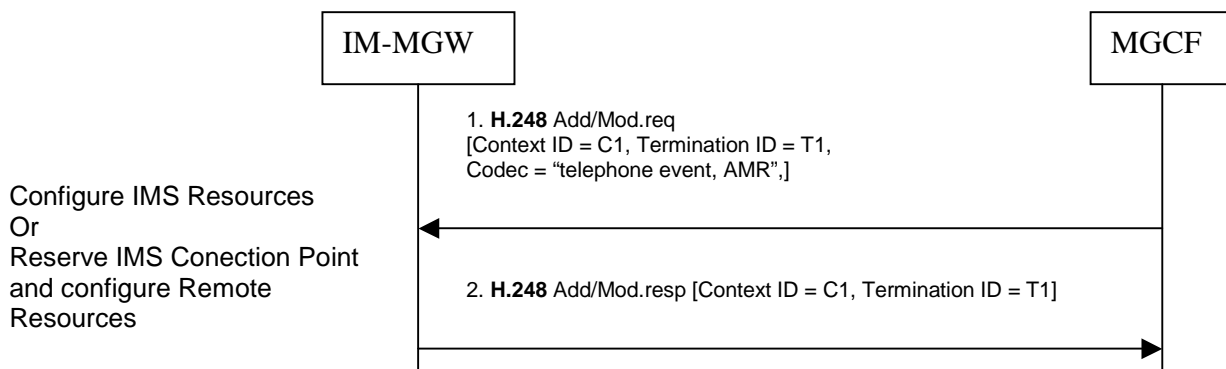 IM-MGW
MGCF
1. H.248 Add/Mod.req
[Context ID = C1, Termination ID = T1,
Codec = “telephone event, AMR”,]
Configure IMS Resources
Or
Reserve IMS Conection Point
and configure Remote
Resources
2. H.248 Add/Mod.resp [Context ID = C1, Termination ID = T1]